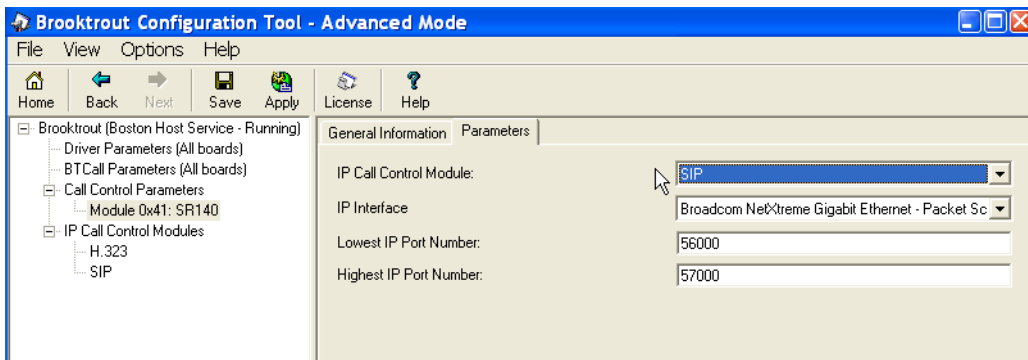 Brooktrout Configuration Tool - Advanced Mode
File View Options Help
Home Back Next Save Apply License Help
Brooktrout (Boston Host Service - Running)
Driver Parameters (All boards)
BTCall Parameters (All boards)
Call Control Parameters
Module 0x41: SR140
IP Call Control Modules
H.323
SIP
General Information Parameters
IP Call Control Module: SIP
IP Interface Broadcom NetXtreme Gigabit Ethernet - Packet Sc
Lowest IP Port Number: 56000
Highest IP Port Number: 57000